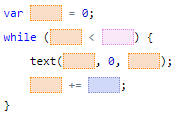 var = 0;
while ( < ) {
text( , 0, );
+= ;
}